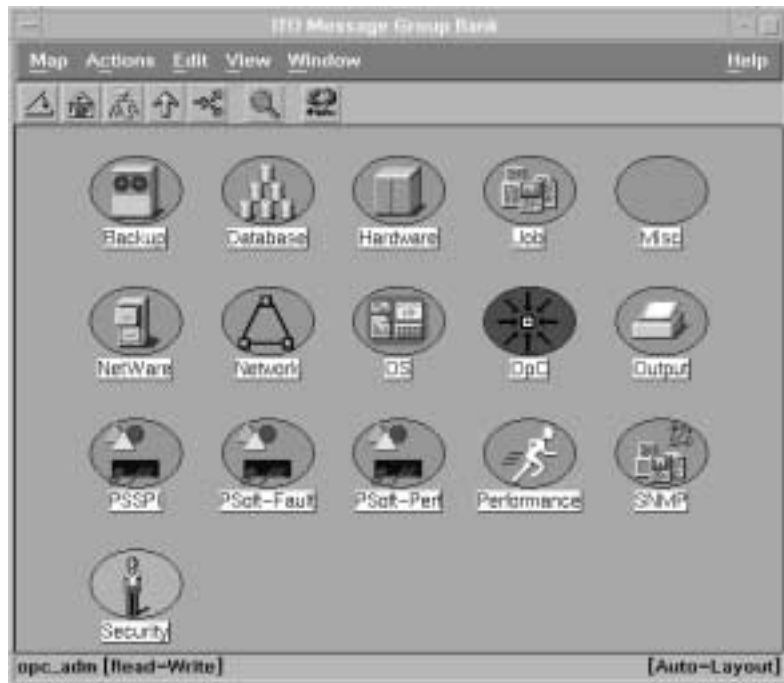 ITO Message Group Bank
Map Actions Edit View Window Help
Backup Database Hardware Job Misc
NetWare Network OS OpC Output
PSSPI PSoft-Fault PSoft-Perf Performance SNMP
Security
opc_adm [Read-Write] [Auto-Layout]